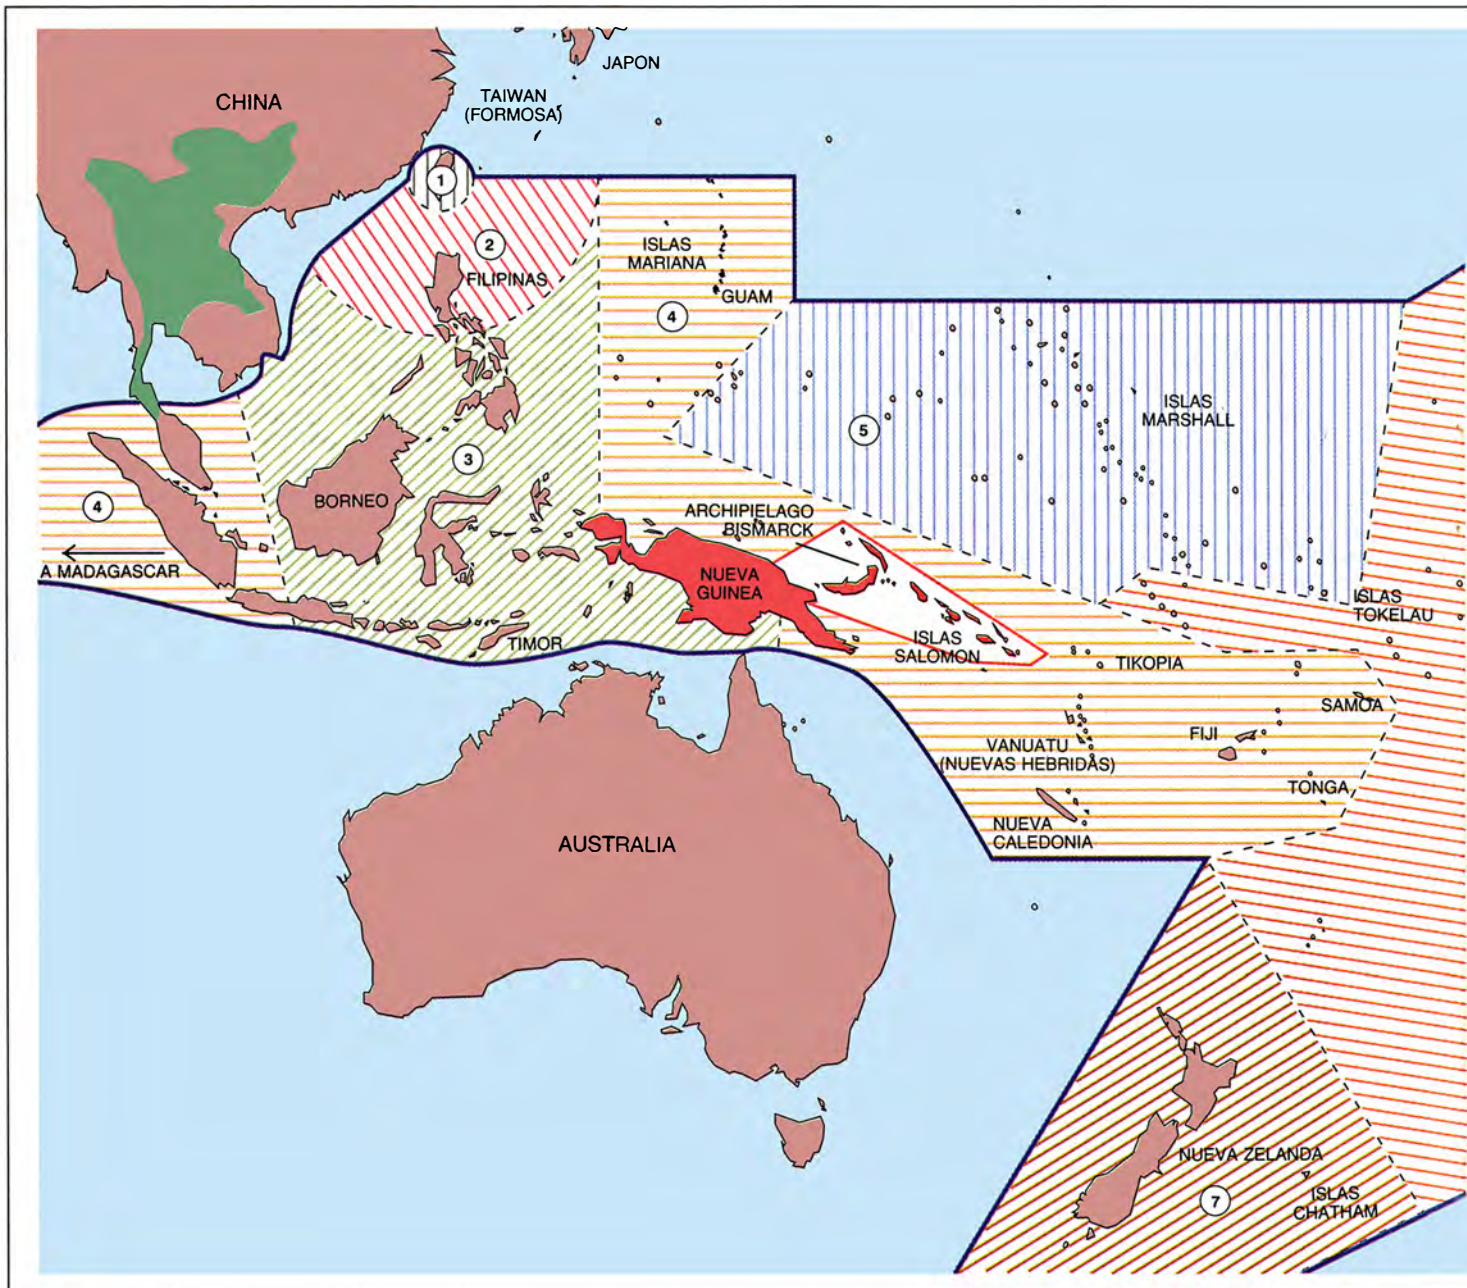 JAPON
CHINA
TAIWAN
(FORMOSA)
1
2
FILIPINAS
ISLAS
MARIANA
GUAM
4
ISLAS
MARSHALL
5
3
BORNEO
4
A MADAGASCAR
ARCHIPIELAGO
BISMARCK
NUEVA
GUINEA
ISLAS
TOKELAU
TIMOR
ISLAS
SALOMON
TIKOPIA
SAMOA
FIJI
VANUATU
(NUEVAS HEBRIDAS)
TONGA
NUEVA
CALEDONIA
AUSTRALIA
NUEVA ZELANDA
7
ISLAS
CHATHAM